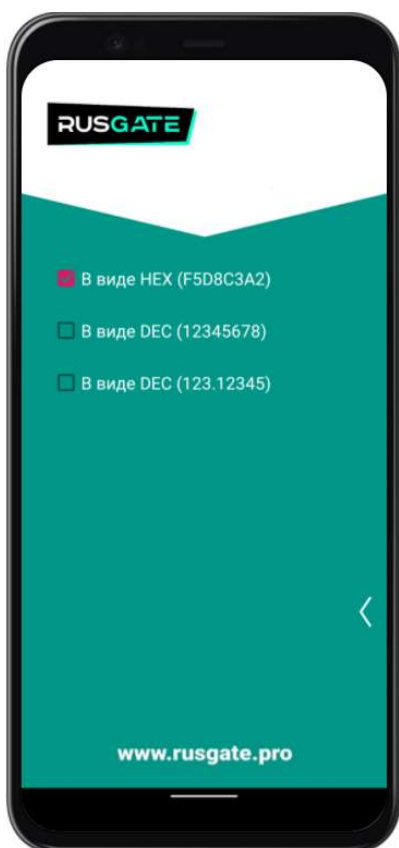 RUSGATE
В виде HEX (F5D8C3A2)
В виде DEC (12345678)
В виде DEC (123.12345)
www.rusgate.pro